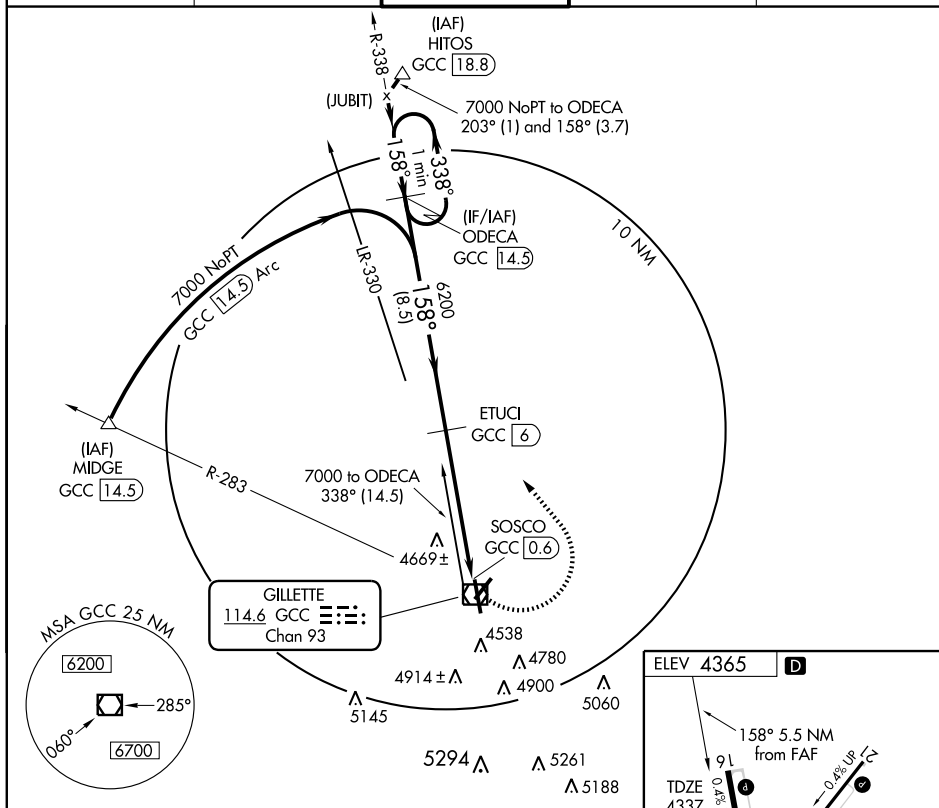 R-338
(IAF)
HITOS
GCC 18.8
(JUBIT)
x
7000 NoPT to ODECA
203° (1) and 158° (3.7)
158°
1 min
338°
(IF/IAF)
ODECA
GCC 14.5
10 NM
7000 NoPT
GCC 14.5 Arc
LR-330
6200
158°
(8.5)
ETUCI
GCC 6
(IAF)
MIDGE
GCC 14.5
R-283
7000 to ODECA
338° (14.5)
SOSCO
GCC 0.6
4669±
GILLETTE
114.6 GCC
Chan 93
4538
4780
4914±
4900
5060
5145
5294
5261
5188
MSA GCC 25 NM
6200
285°
060°
6700
ELEV 4365 D
158° 5.5 NM
from FAF
16
21
0.4% UP
0.4%
TDZE
4337
P
P